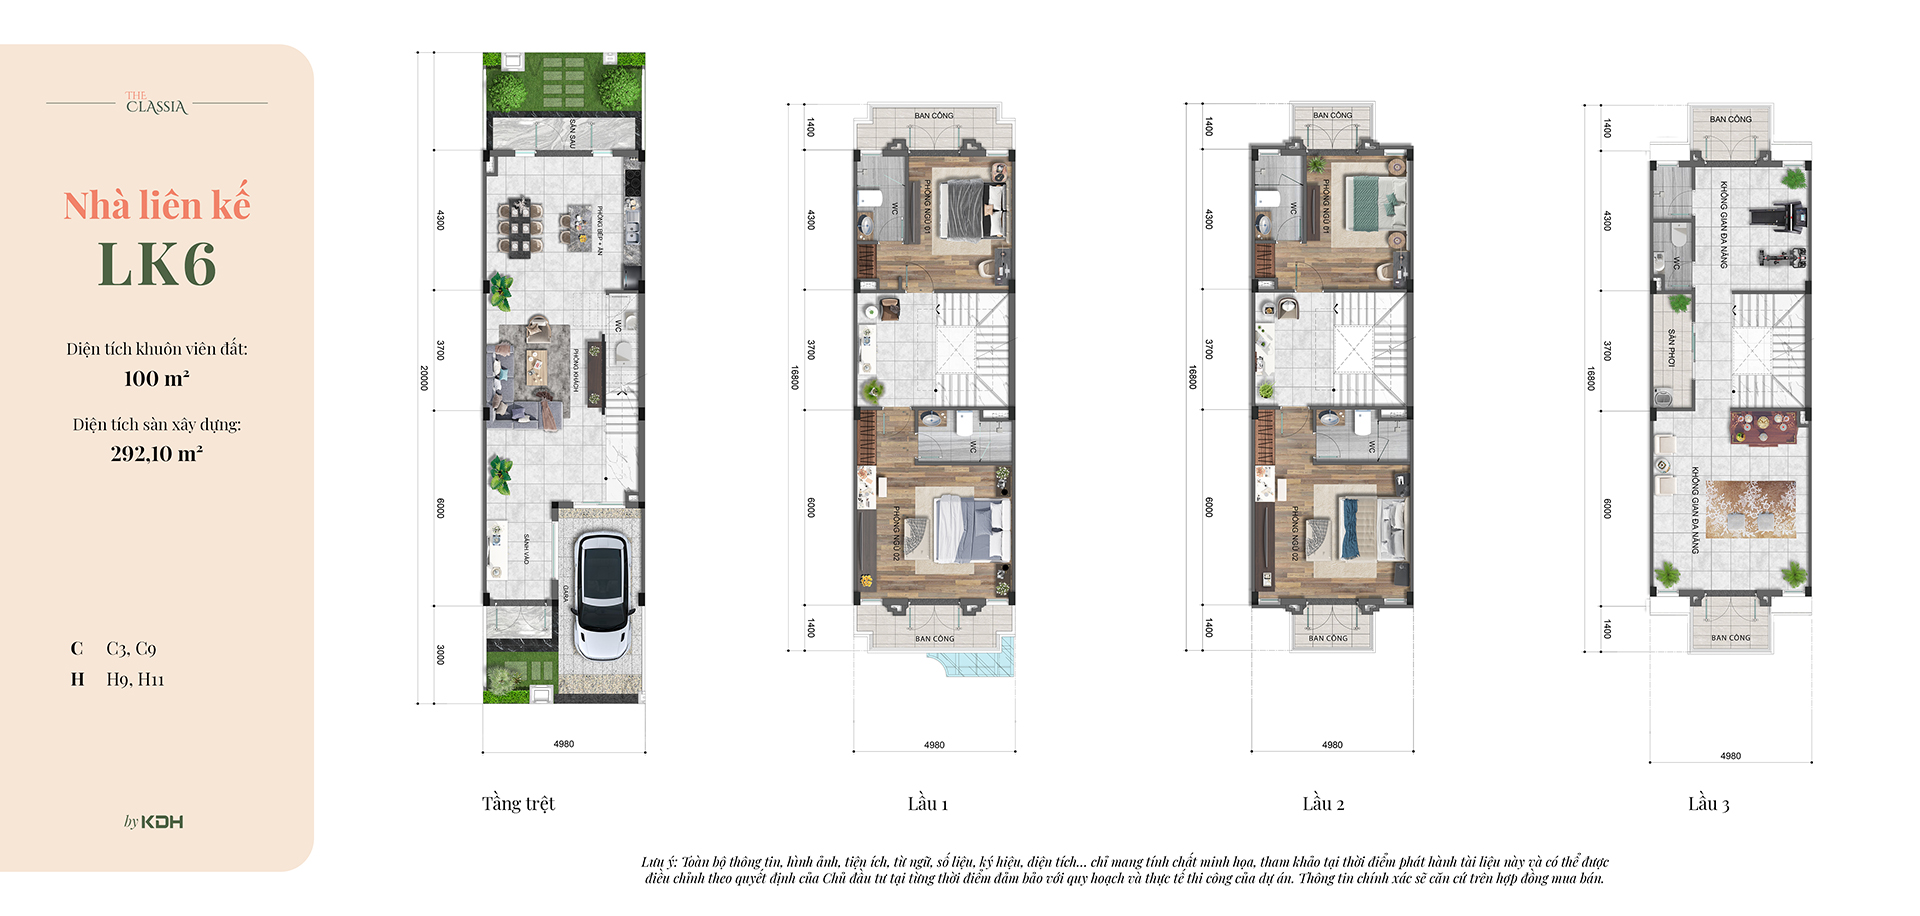 THE
CLASSIA
Nhà liên kế
LK6
Diện tích khuôn viên đất:
100 m²
Diện tích sàn xây dựng:
292,10 m²
C C3, C9
H H9, H11
by KDH
SÂN SAU
4300
PHÒNG BẾP + ĂN
3700
20000
WC
PHÒNG KHÁCH
6000
SẢNH VÀO
GARA
3000
4980
Tầng trệt
1400
BAN CÔNG
4300
WC
PHÒNG NGỦ 01
3700
16800
WC
6000
PHÒNG NGỦ 02
1400
BAN CÔNG
4980
Lầu 1
1400
BAN CÔNG
4300
WC
PHÒNG NGỦ 01
3700
16800
WC
6000
PHÒNG NGỦ 02
1400
BAN CÔNG
4980
Lầu 2
1400
BAN CÔNG
4300
KHÔNG GIAN ĐA NĂNG
WC
3700
SÂN PHƠI
16800
6000
KHÔNG GIAN ĐA NĂNG
1400
BAN CÔNG
4980
Lầu 3
Lưu ý: Toàn bộ thông tin, hình ảnh, tiện ích, từ ngữ, số liệu, ký hiệu, diện tích... chỉ mang tính chất minh họa, tham khảo tại thời điểm phát hành tài liệu này và có thể được
điều chỉnh theo quyết định của Chủ đầu tư tại từng thời điểm đảm bảo với quy hoạch và thực tế thi công của dự án. Thông tin chính xác sẽ căn cứ trên hợp đồng mua bán.